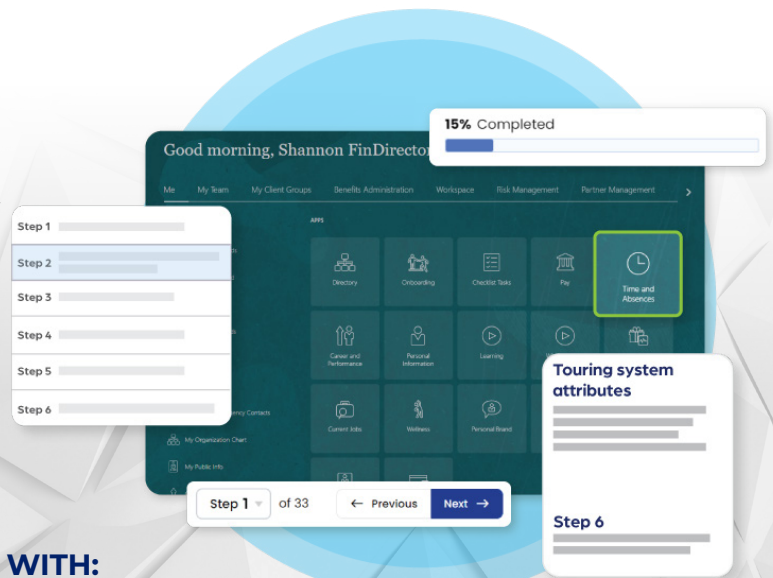 15% Completed
Good morning, Shannon FinDirector
Me My Team My Client Groups Benefits Administration Workspace Risk Management Partner Management
APPS
Step 1
Step 2
Step 3
Step 4
Step 5
Step 6
Directory Onboarding Checklist Tasks Pay Time and
Absences
Career and
Performance
Personal
Information
Learning
Current Jobs Wellness Personal Brand
Contacts
My Organization Chart
My Public Info
Touring system
attributes
Step 6
Step 1 of 33 ← Previous Next →
WITH: